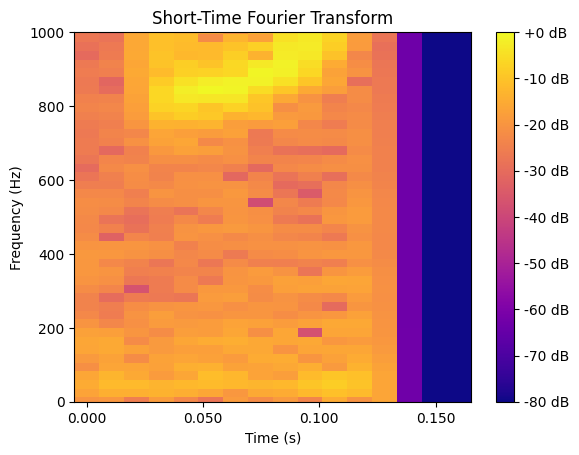 Short-Time Fourier Transform
1000
800
600
400
200
0
Frequency (Hz)
0.000
0.050
0.100
0.150
Time (s)
+0 dB
-10 dB
-20 dB
-30 dB
-40 dB
-50 dB
-60 dB
-70 dB
-80 dB